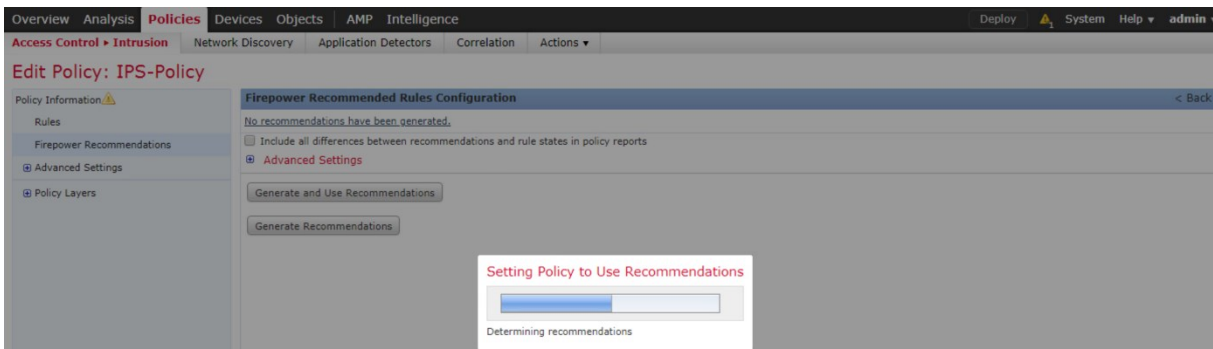 Overview Analysis Policies Devices Objects AMP Intelligence Deploy 1 System Help ▾ admin
Access Control ▸ Intrusion Network Discovery Application Detectors Correlation Actions ▾
Edit Policy: IPS-Policy
Policy Information
Rules
Firepower Recommendations
Advanced Settings
Policy Layers
Firepower Recommended Rules Configuration < Back
No recommendations have been generated.
Include all differences between recommendations and rule states in policy reports
Advanced Settings
Generate and Use Recommendations
Generate Recommendations
Setting Policy to Use Recommendations
Determining recommendations